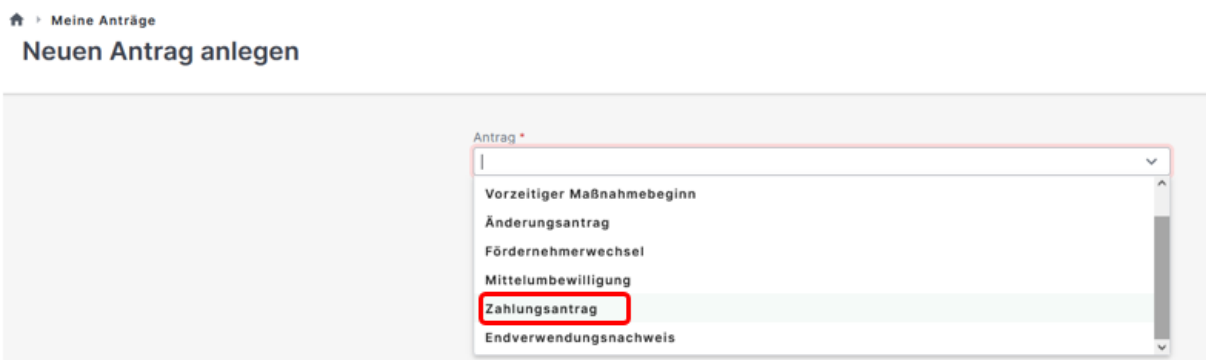 Meine Anträge
Neuen Antrag anlegen
Antrag *
Vorzeitiger Maßnahmebeginn
Änderungsantrag
Fördernehmerwechsel
Mittelumbewilligung
Zahlungsantrag
Endverwendungsnachweis